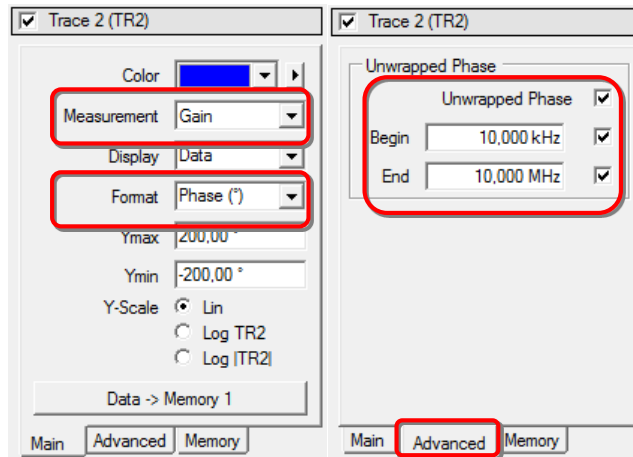 Trace 2 (TR2)
Color
Measurement Gain
Display Data
Format Phase (°)
Ymax 200,00 °
Ymin -200,00 °
Y-Scale Lin
Log TR2
Log |TR2|
Data -> Memory 1
Main Advanced Memory
Trace 2 (TR2)
Unwrapped Phase
Unwrapped Phase
Begin 10,000 kHz
End 10,000 MHz
Main Advanced Memory